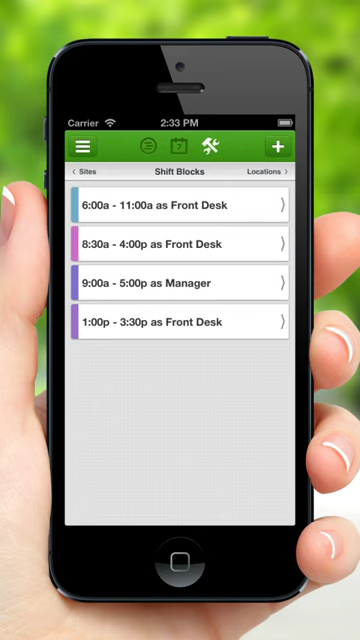 Carrier 2:33 PM
7
Sites Shift Blocks Locations
6:00a - 11:00a as Front Desk
8:30a - 4:00p as Front Desk
9:00a - 5:00p as Manager
1:00p - 3:30p as Front Desk